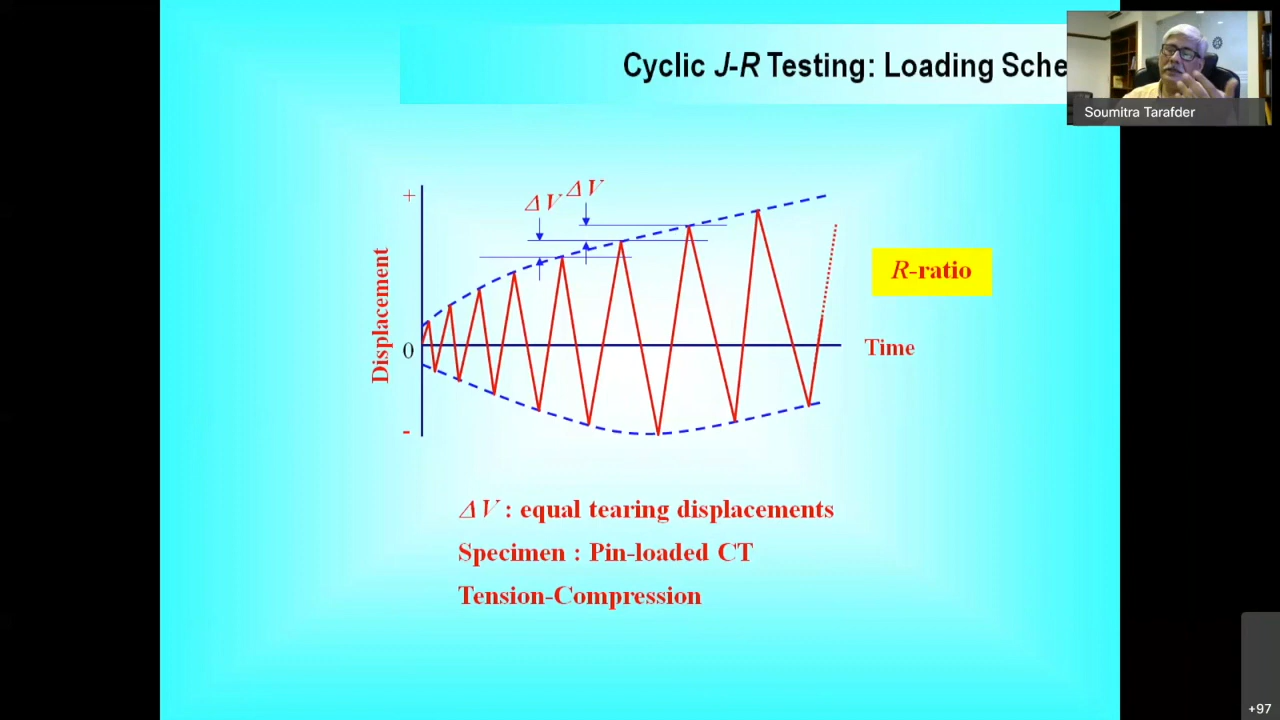 Cyclic J-R Testing: Loading Sche
Soumitra Tarafder
+
ΔV
ΔV
Displacement
R-ratio
0
Time
-
ΔV : equal tearing displacements
Specimen : Pin-loaded CT
Tension-Compression
+97